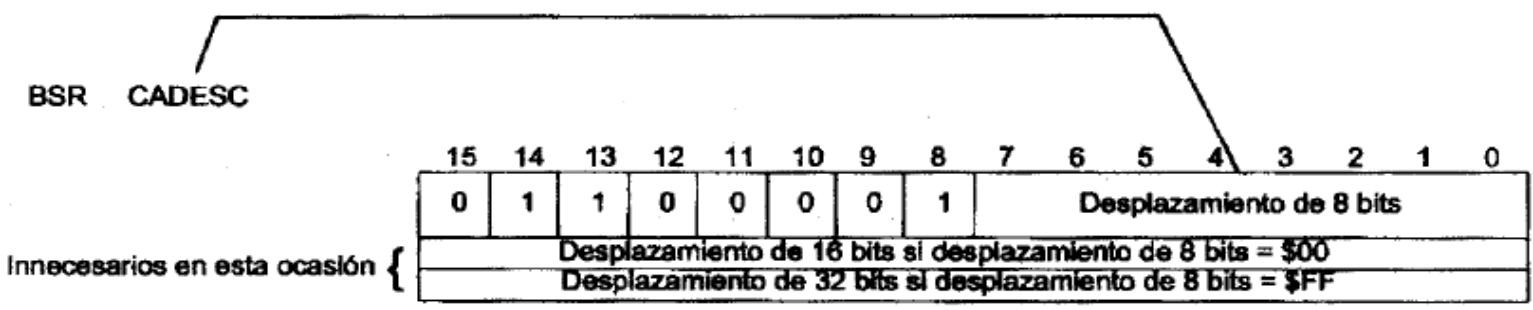 BSR CADESC
15 14 13 12 11 10 9 8 7 6 5 4 3 2 1 0
0 1 1 0 0 0 0 1 Desplazamiento de 8 bits
Desplazamiento de 16 bits si desplazamiento de 8 bits = $00
Innecesarios en esta ocasión {
Desplazamiento de 32 bits si desplazamiento de 8 bits = $FF